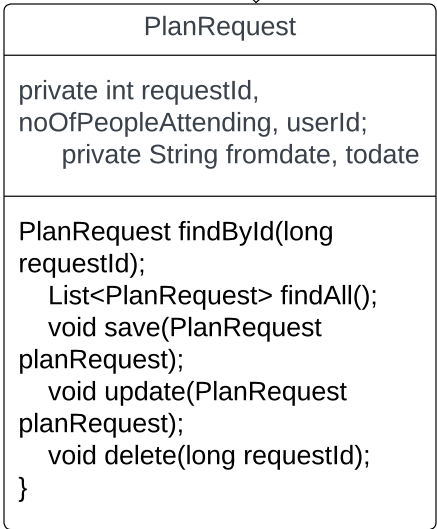 PlanRequest
private int requestId,
noOfPeopleAttending, userId;
private String fromdate, todate
PlanRequest findById(long
requestId);
List<PlanRequest> findAll();
void save(PlanRequest
planRequest);
void update(PlanRequest
planRequest);
void delete(long requestId);
}